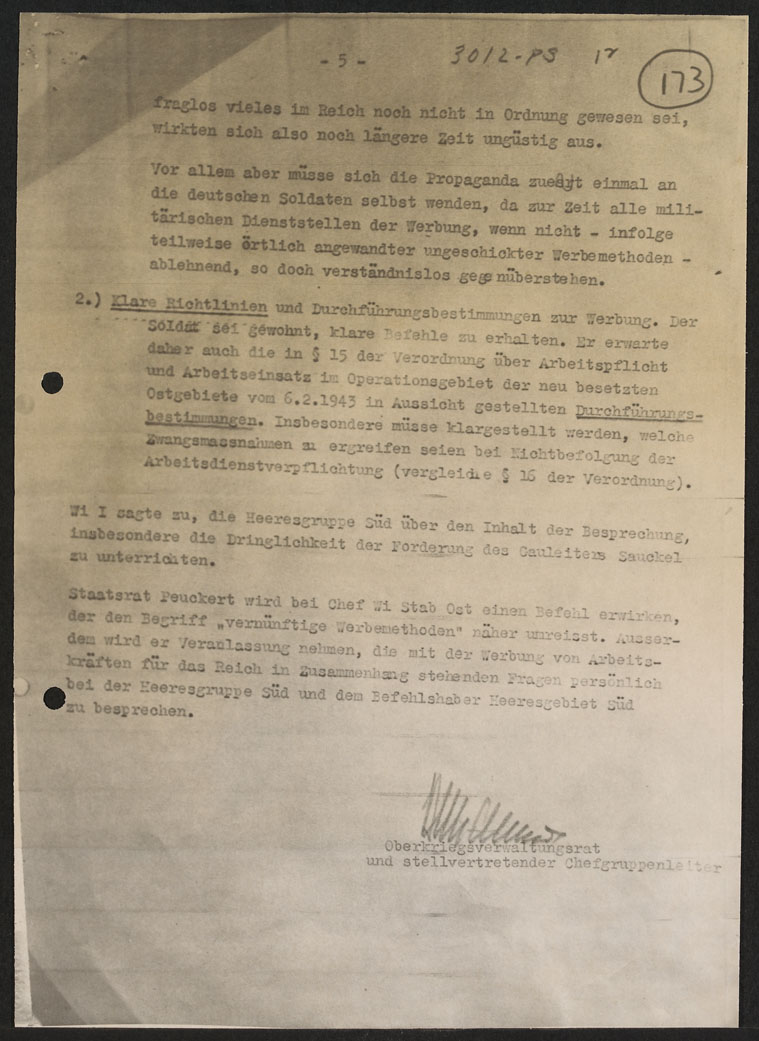 - 5 -
3012-PS
173
fraglos vieles im Reich noch nicht in Ordnung gewesen sei,
wirkten sich also noch längere Zeit ungüstig aus.
Vor allem aber müsse sich die Propaganda zuerst einmal an
die deutschen Soldaten selbst wenden, da zur Zeit alle mili-
tärischen Dienststellen der Werbung, wenn nicht - infolge
teilweise örtlich angewandter ungeschickter Werbemethoden -
ablehnend, so doch verständnislos gegenüberstehen.
2.) Klare Richtlinien und Durchführungsbestimmungen zur Werbung. Der
Soldat sei gewohnt, klare Befehle zu erhalten. Er erwarte
daher auch die in § 15 der Verordnung über Arbeitspflicht
und Arbeitseinsatz im Operationsgebiet der neu besetzten
Ostgebiete vom 6.2.1943 in Aussicht gestellten Durchführungs-
bestimmungen. Insbesondere müsse klargestellt werden, welche
Zwangsmassnahmen zu ergreifen seien bei Nichtbefolgung der
Arbeitsdienstverpflichtung (vergleiche § 16 der Verordnung).
Wi I sagte zu, die Heeresgruppe Süd über den Inhalt der Besprechung,
insbesondere die Dringlichkeit der Forderung des Gauleiters Sauckel
zu unterrichten.
Staatsrat Peuckert wird bei Chef Wi Stab Ost einen Befehl erwirken,
der den Begriff „vernünftige Werbemethoden" näher umreisst. Ausser-
dem wird er Veranlassung nehmen, die mit der Werbung von Arbeits-
kräften für das Reich in Zusammenhang stehenden Fragen persönlich
bei der Heeresgruppe Süd und dem Befehlshaber Heeresgebiet Süd
zu besprechen.
Oberkriegsverwaltungsrat
und stellvertretender Chefgruppenleiter